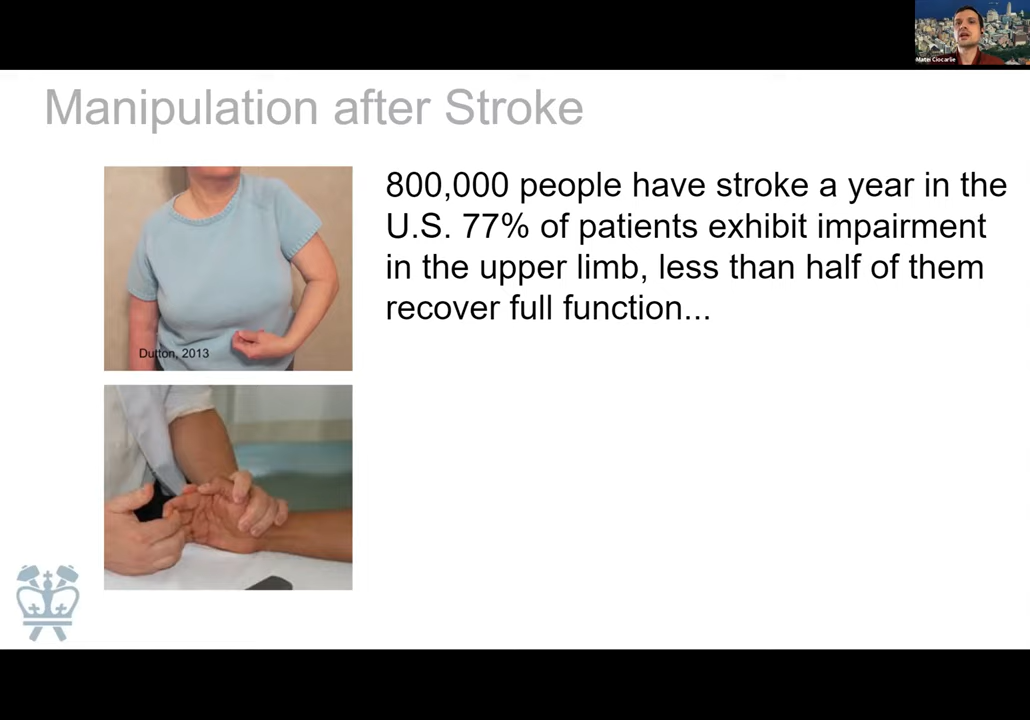 Matei Ciocarlie
Manipulation after Stroke
Dutton, 2013
800,000 people have stroke a year in the
U.S. 77% of patients exhibit impairment
in the upper limb, less than half of them
recover full function...